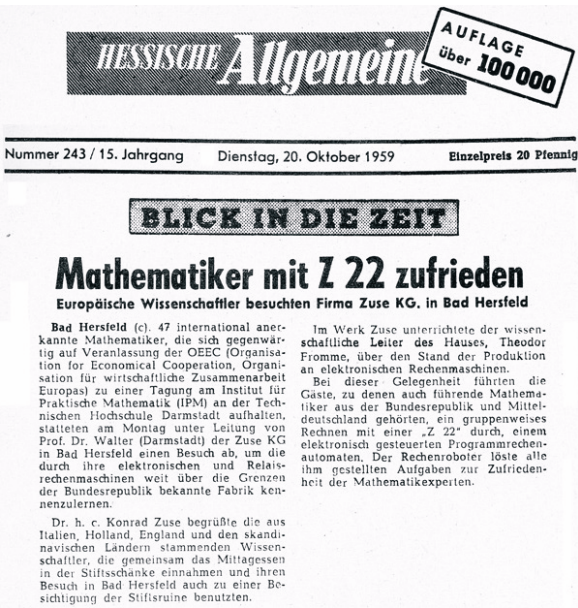 HESSISCHE Allgemeine
AUFLAGE
über 100 000
Nummer 243 / 15. Jahrgang Dienstag, 20. Oktober 1959 Einzelpreis 20 Pfennig
BLICK IN DIE ZEIT
Mathematiker mit Z 22 zufrieden
Europäische Wissenschaftler besuchten Firma Zuse KG. in Bad Hersfeld
Bad Hersfeld (c). 47 international aner-
kannte Mathematiker, die sich gegenwär-
tig auf Veranlassung der OEEC (Organisa-
tion for Economical Cooperation, Organi-
sation für wirtschaftliche Zusammenarbeit
Europas) zu einer Tagung am Institut für
Praktische Mathematik (IPM) an der Tech-
nischen Hochschule Darmstadt aufhalten,
statteten am Montag unter Leitung von
Prof. Dr. Walter (Darmstadt) der Zuse KG
in Bad Hersfeld einen Besuch ab, um die
durch ihre elektronischen und Relais-
rechenmaschinen weit über die Grenzen
der Bundesrepublik bekannte Fabrik ken-
nenzulernen.
Dr. h. c. Konrad Zuse begrüßte die aus
Italien, Holland, England und den skandi-
navischen Ländern stammenden Wissen-
schaftler, die gemeinsam das Mittagessen
in der Stiftsschänke einnahmen und ihren
Besuch in Bad Hersfeld auch zu einer Be-
sichtigung der Stiftsruine benutzten.
Im Werk Zuse unterrichtete der wissen-
schaftliche Leiter des Hauses, Theodor
Fromme, über den Stand der Produktion
an elektronischen Rechenmaschinen.
Bei dieser Gelegenheit führten die
Gäste, zu denen auch führende Mathema-
tiker aus der Bundesrepublik und Mittel-
deutschland gehörten, ein gruppenweises
Rechnen mit einer „Z 22" durch, einem
elektronisch gesteuerten Programmrechen-
automaten. Der Rechenroboter löste alle
ihm gestellten Aufgaben zur Zufrieden-
heit der Mathematikexperten.